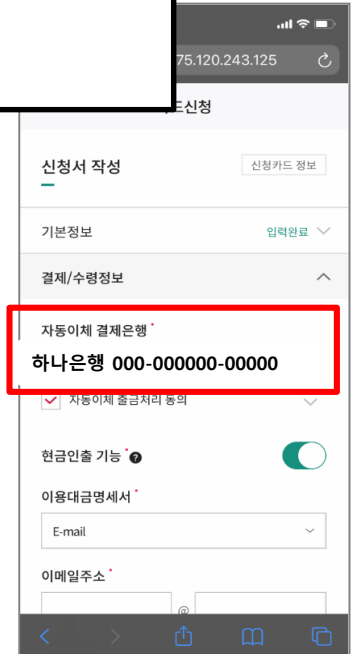 75.120.243.125
드신청
신청서 작성
신청카드 정보
기본정보
입력완료
결제/수령정보
자동이체 결제은행*
하나은행 000-000000-00000
자동이체 출금처리 동의
현금인출 기능*?
이용대금명세서*
E-mail
이메일주소*
@